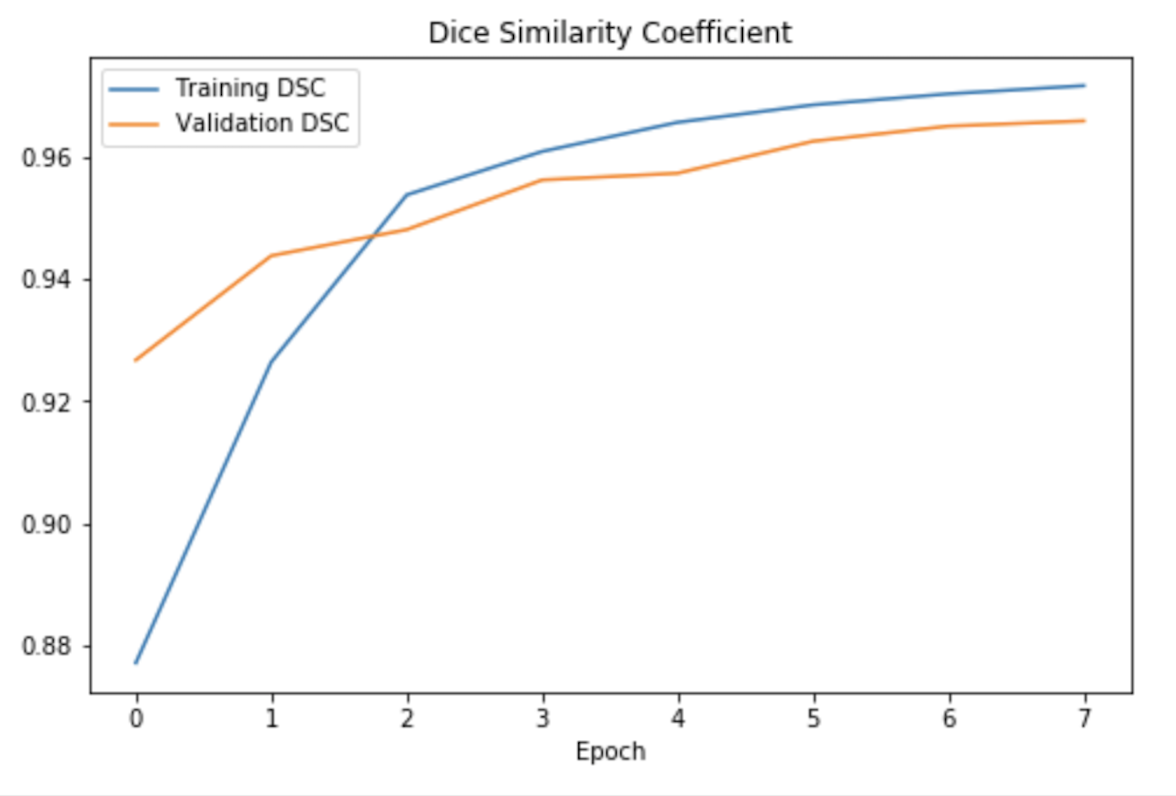 Dice Similarity Coefficient
Training DSC
Validation DSC
0.96
0.94
0.92
0.90
0.88
0 1 2 3 4 5 6 7
Epoch